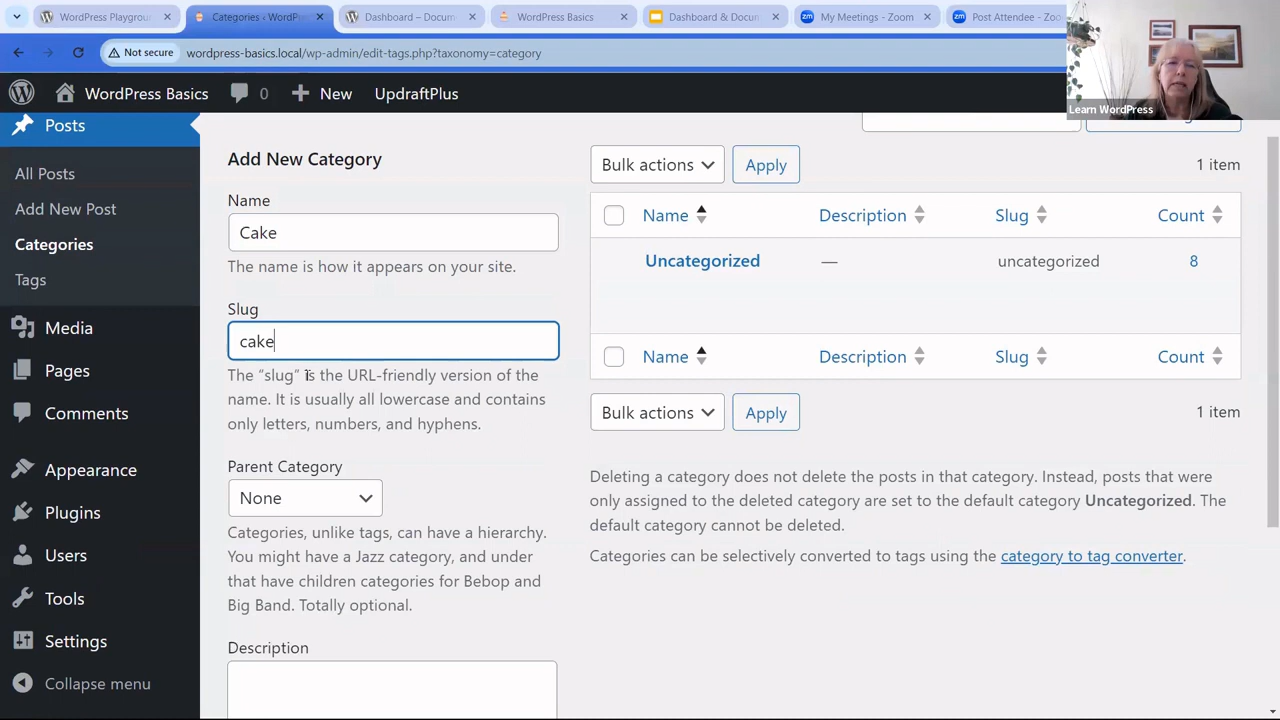 WordPress Playgroun
Categories ‹ WordPre
Dashboard – Docum
WordPress Basics
Dashboard & Docu
My Meetings - Zoom
Post Attendee - Zoo
Not secure
wordpress-basics.local/wp-admin/edit-tags.php?taxonomy=category
WordPress Basics
0
New
UpdraftPlus
Learn WordPress
Posts
All Posts
Add New Post
Categories
Tags
Media
Pages
Comments
Appearance
Plugins
Users
Tools
Settings
Collapse menu
Add New Category
Name
Cake
The name is how it appears on your site.
Slug
cake
The “slug” is the URL-friendly version of the
name. It is usually all lowercase and contains
only letters, numbers, and hyphens.
Parent Category
None
Categories, unlike tags, can have a hierarchy.
You might have a Jazz category, and under
that have children categories for Bebop and
Big Band. Totally optional.
Description
Bulk actions
Apply
1 item
Name
Description
Slug
Count
Uncategorized
—
uncategorized
8
Name
Description
Slug
Count
Bulk actions
Apply
1 item
Deleting a category does not delete the posts in that category. Instead, posts that were
only assigned to the deleted category are set to the default category Uncategorized. The
default category cannot be deleted.
Categories can be selectively converted to tags using the category to tag converter.